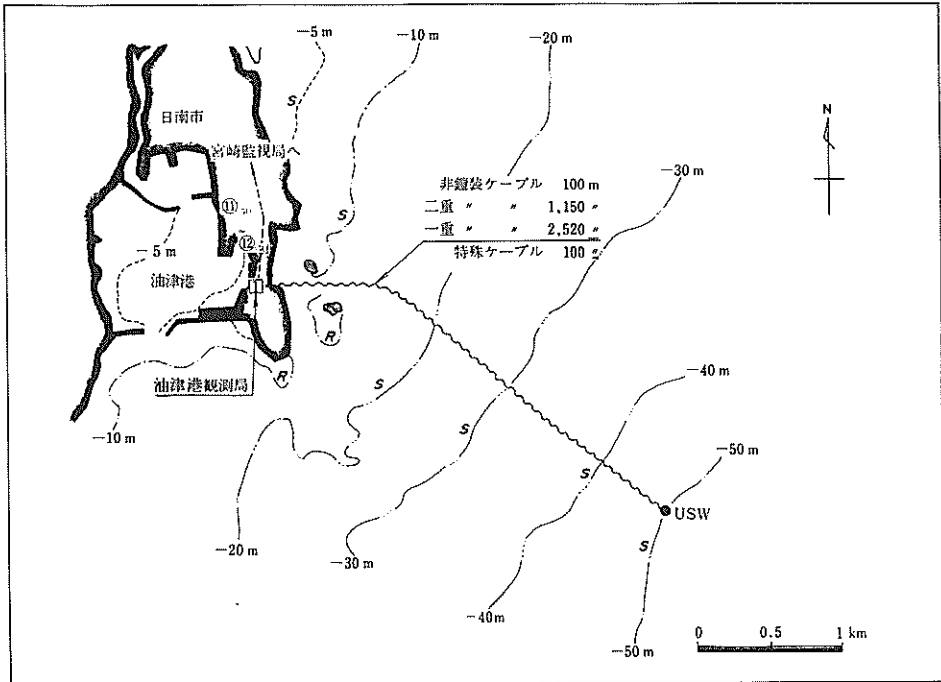 −5 m
−10 m
−20 m
日南市
N
宮崎監視局へ
S
−30 m
非鎧装ケーブル 100 m
二重 〃 〃 1,150 〃
一重 〃 〃 2,520 〃
特殊ケーブル 100 〃
⑪
S
⑫
−5 m
油津港
R
R
S
−40 m
油津港観測局
S
−10 m
−50 m
S
USW
−20 m
−30 m
S
−40 m
−50 m
0 0.5 1 km